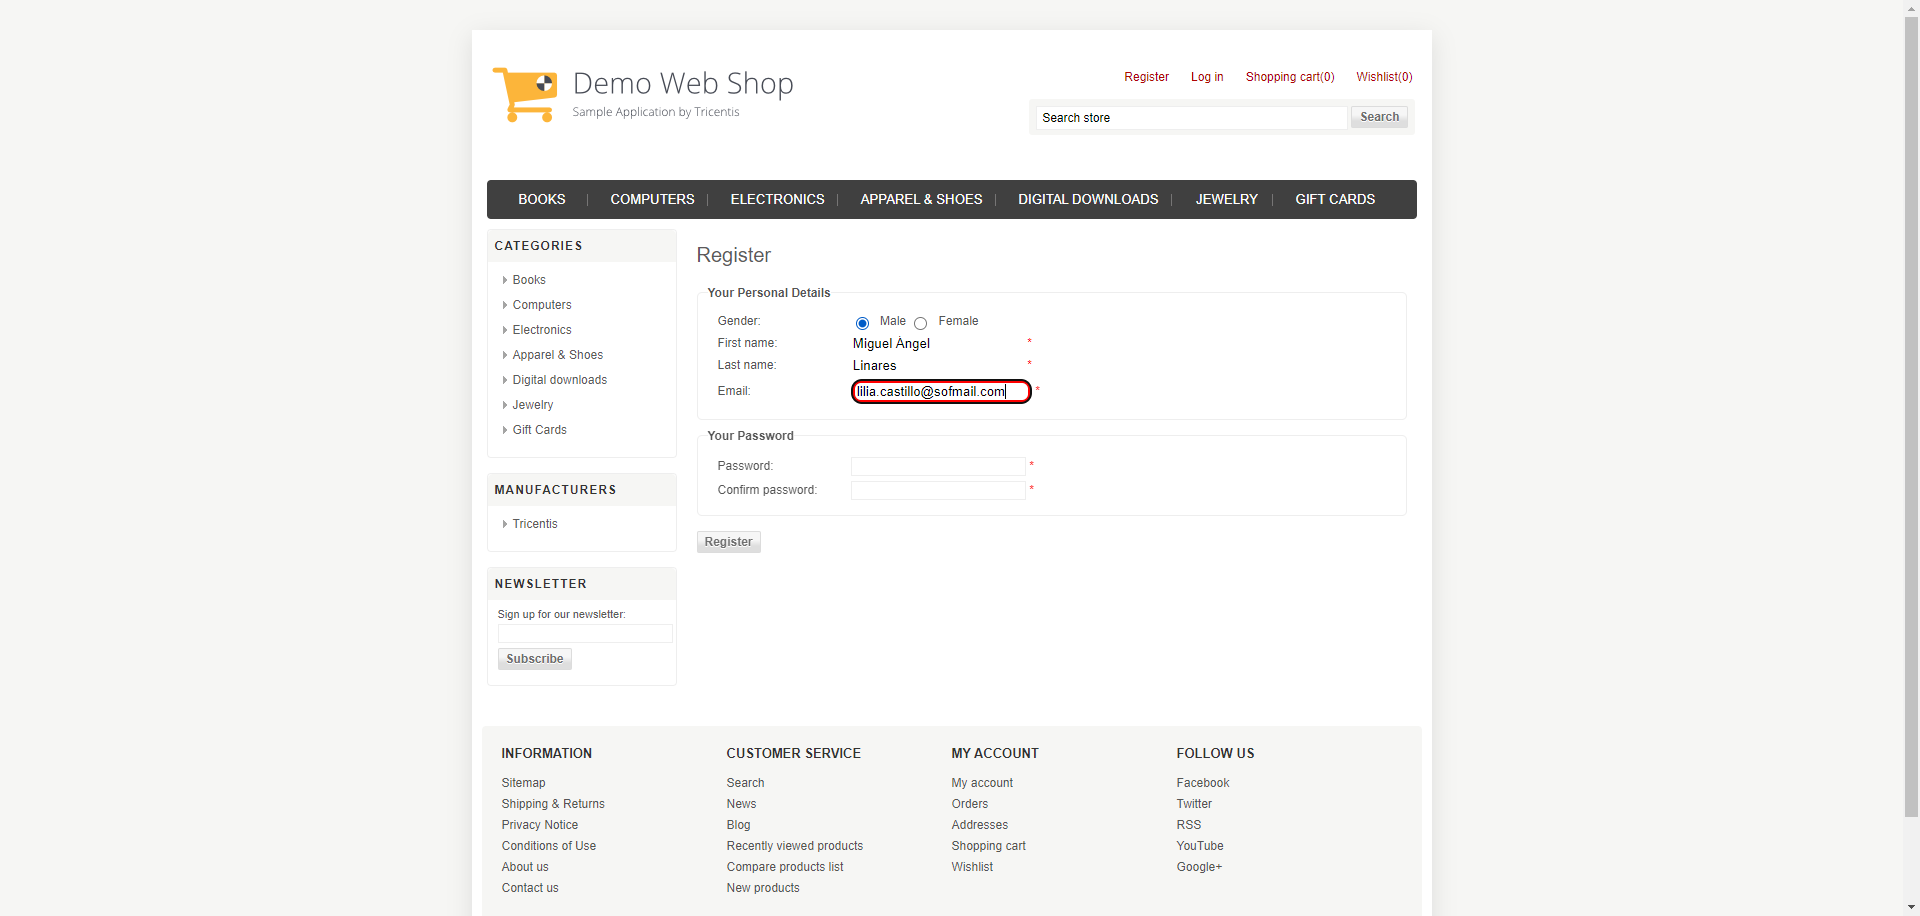 Demo Web Shop
Sample Application by Tricentis
Register Log in Shopping cart(0) Wishlist(0)
Search store Search
BOOKS COMPUTERS ELECTRONICS APPAREL & SHOES DIGITAL DOWNLOADS JEWELRY GIFT CARDS
CATEGORIES
Books
Computers
Electronics
Apparel & Shoes
Digital downloads
Jewelry
Gift Cards
MANUFACTURERS
Tricentis
NEWSLETTER
Sign up for our newsletter:
Subscribe
Register
Your Personal Details
Gender: Male Female
First name: Miguel Ángel *
Last name: Linares *
Email: lilia.castillo@sofmail.com *
Your Password
Password: *
Confirm password: *
Register
INFORMATION
Sitemap
Shipping & Returns
Privacy Notice
Conditions of Use
About us
Contact us
CUSTOMER SERVICE
Search
News
Blog
Recently viewed products
Compare products list
New products
MY ACCOUNT
My account
Orders
Addresses
Shopping cart
Wishlist
FOLLOW US
Facebook
Twitter
RSS
YouTube
Google+